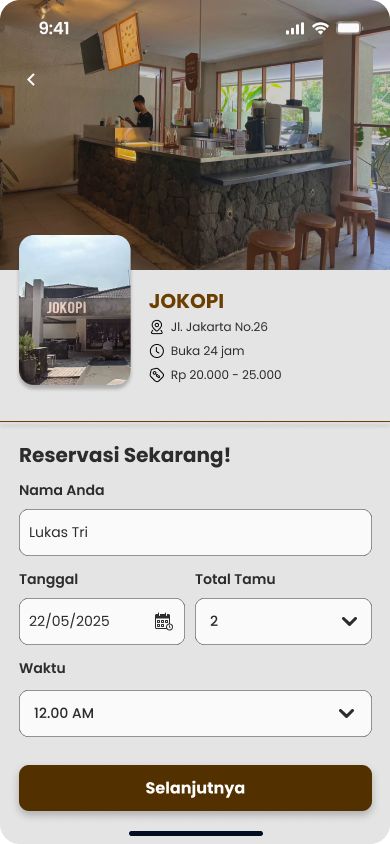 9:41
JOKOPI
JOKOPI
Jl. Jakarta No.26
Buka 24 jam
Rp 20.000 - 25.000
Reservasi Sekarang!
Nama Anda
Lukas Tri
Tanggal
Total Tamu
22/05/2025
2
Waktu
12.00 AM
Selanjutnya